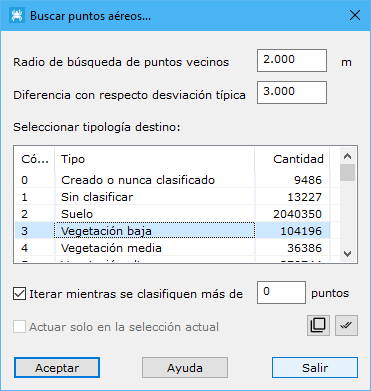 Buscar puntos aéreos...
Radio de búsqueda de puntos vecinos 2.000 m
Diferencia con respecto desviación típica 3.000
Seleccionar tipología destino:
Có... Tipo Cantidad
0 Creado o nunca clasificado 9486
1 Sin clasificar 13227
2 Suelo 2040350
3 Vegetación baja 104196
4 Vegetación media 36386
Iterar mientras se clasifiquen más de 0 puntos
Actuar solo en la selección actual
Aceptar Ayuda Salir